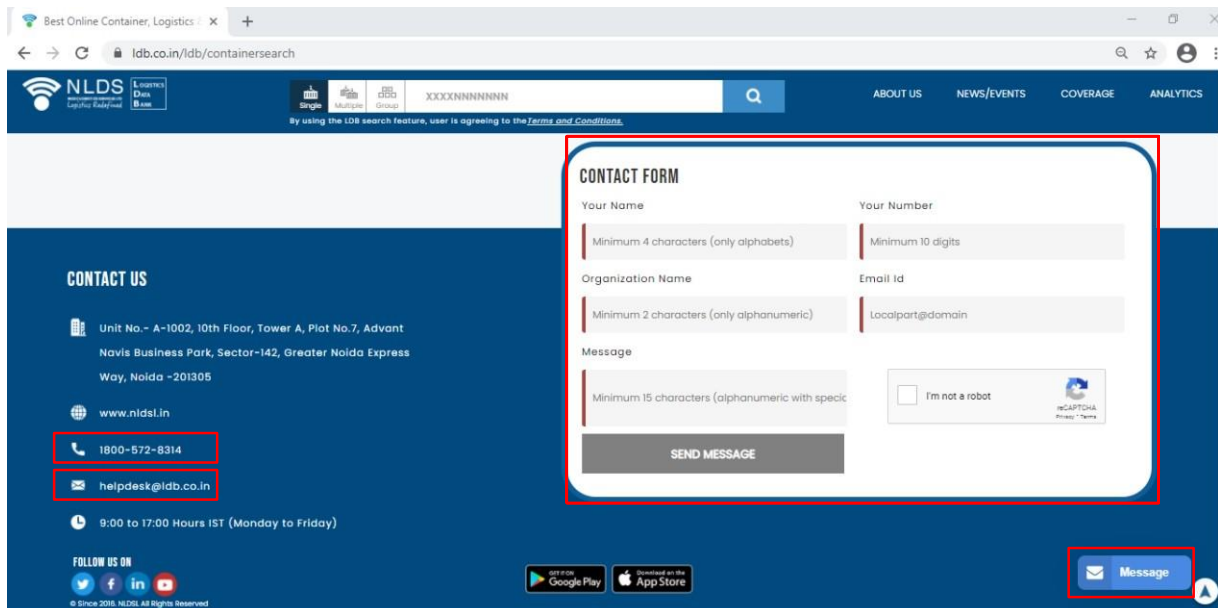 Best Online Container, Logistics
ldb.co.in/ldb/containersearch
NLDS
Logistics Redefined
LOGISTICS
DATA
BANK
Single Multiple Group
XXXXNNNNNNN
ABOUT US NEWS/EVENTS COVERAGE ANALYTICS
By using the LDB search feature, user is agreeing to the Terms and Conditions.
CONTACT FORM
Your Name Your Number
Minimum 4 characters (only alphabets) Minimum 10 digits
Organization Name Email Id
Minimum 2 characters (only alphanumeric) Localpart@domain
Message
Minimum 15 characters (alphanumeric with specic
I'm not a robot
reCAPTCHA
Privacy - Terms
SEND MESSAGE
CONTACT US
Unit No.- A-1002, 10th Floor, Tower A, Plot No.7, Advant
Navis Business Park, Sector-142, Greater Noida Express
Way, Noida -201305
www.nldsl.in
1800-572-8314
helpdesk@ldb.co.in
9:00 to 17:00 Hours IST (Monday to Friday)
FOLLOW US ON
© Since 2016. NLDSL All Rights Reserved
GET IT ON
Google Play
Download on the
App Store
Message